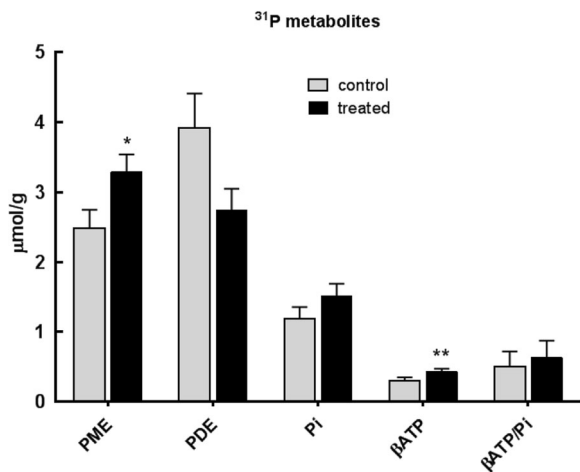 ³¹P metabolites
control
treated
μmol/g
5
4
3
2
1
0
*
**
PME
PDE
Pi
βATP
βATP/Pi